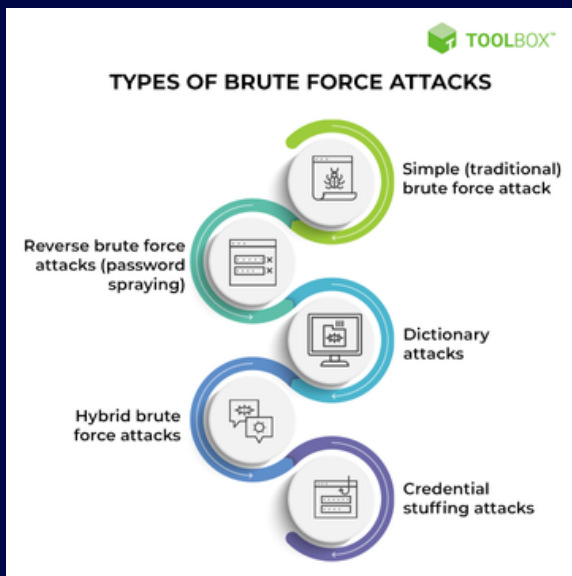 TOOLBOX™
TYPES OF BRUTE FORCE ATTACKS
Simple (traditional)
brute force attack
Reverse brute force
attacks (password
spraying)
Dictionary
attacks
Hybrid brute
force attacks
Credential
stuffing attacks